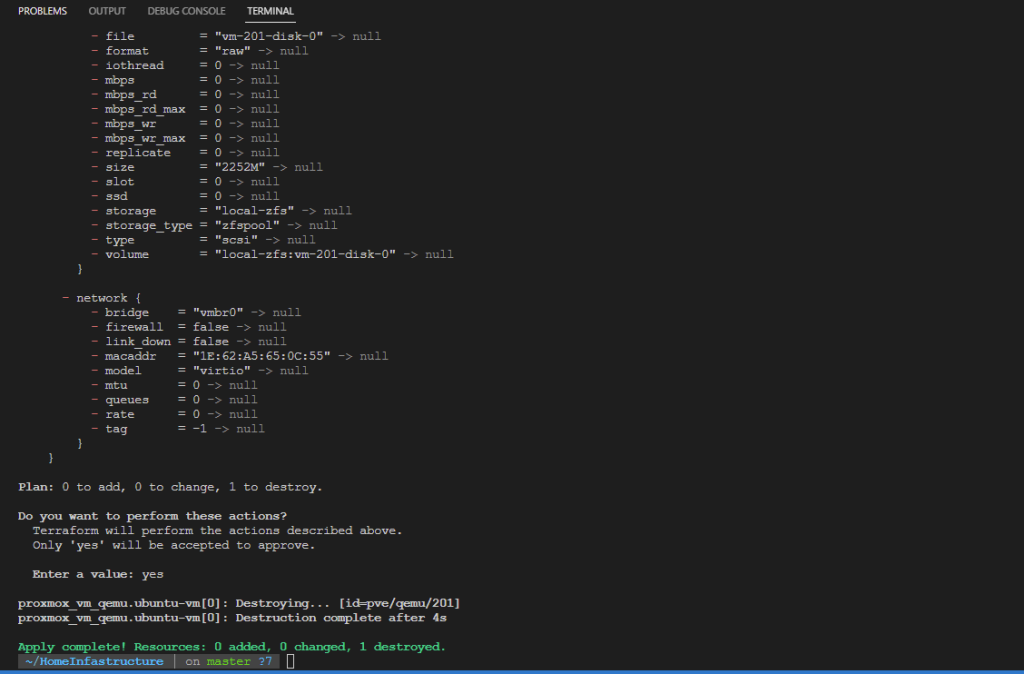 PROBLEMS OUTPUT DEBUG CONSOLE TERMINAL
- file = "vm-201-disk-0" -> null
- format = "raw" -> null
- iothread = 0 -> null
- mbps = 0 -> null
- mbps_rd = 0 -> null
- mbps_rd_max = 0 -> null
- mbps_wr = 0 -> null
- mbps_wr_max = 0 -> null
- replicate = 0 -> null
- size = "2252M" -> null
- slot = 0 -> null
- ssd = 0 -> null
- storage = "local-zfs" -> null
- storage_type = "zfspool" -> null
- type = "scsi" -> null
- volume = "local-zfs:vm-201-disk-0" -> null
}
- network {
- bridge = "vmbr0" -> null
- firewall = false -> null
- link_down = false -> null
- macaddr = "1E:62:A5:65:0C:55" -> null
- model = "virtio" -> null
- mtu = 0 -> null
- queues = 0 -> null
- rate = 0 -> null
- tag = -1 -> null
}
}
Plan: 0 to add, 0 to change, 1 to destroy.
Do you want to perform these actions?
Terraform will perform the actions described above.
Only 'yes' will be accepted to approve.
Enter a value: yes
proxmox_vm_qemu.ubuntu-vm[0]: Destroying... [id=pve/qemu/201]
proxmox_vm_qemu.ubuntu-vm[0]: Destruction complete after 4s
Apply complete! Resources: 0 added, 0 changed, 1 destroyed.
~/HomeInfastructure | on master ?7